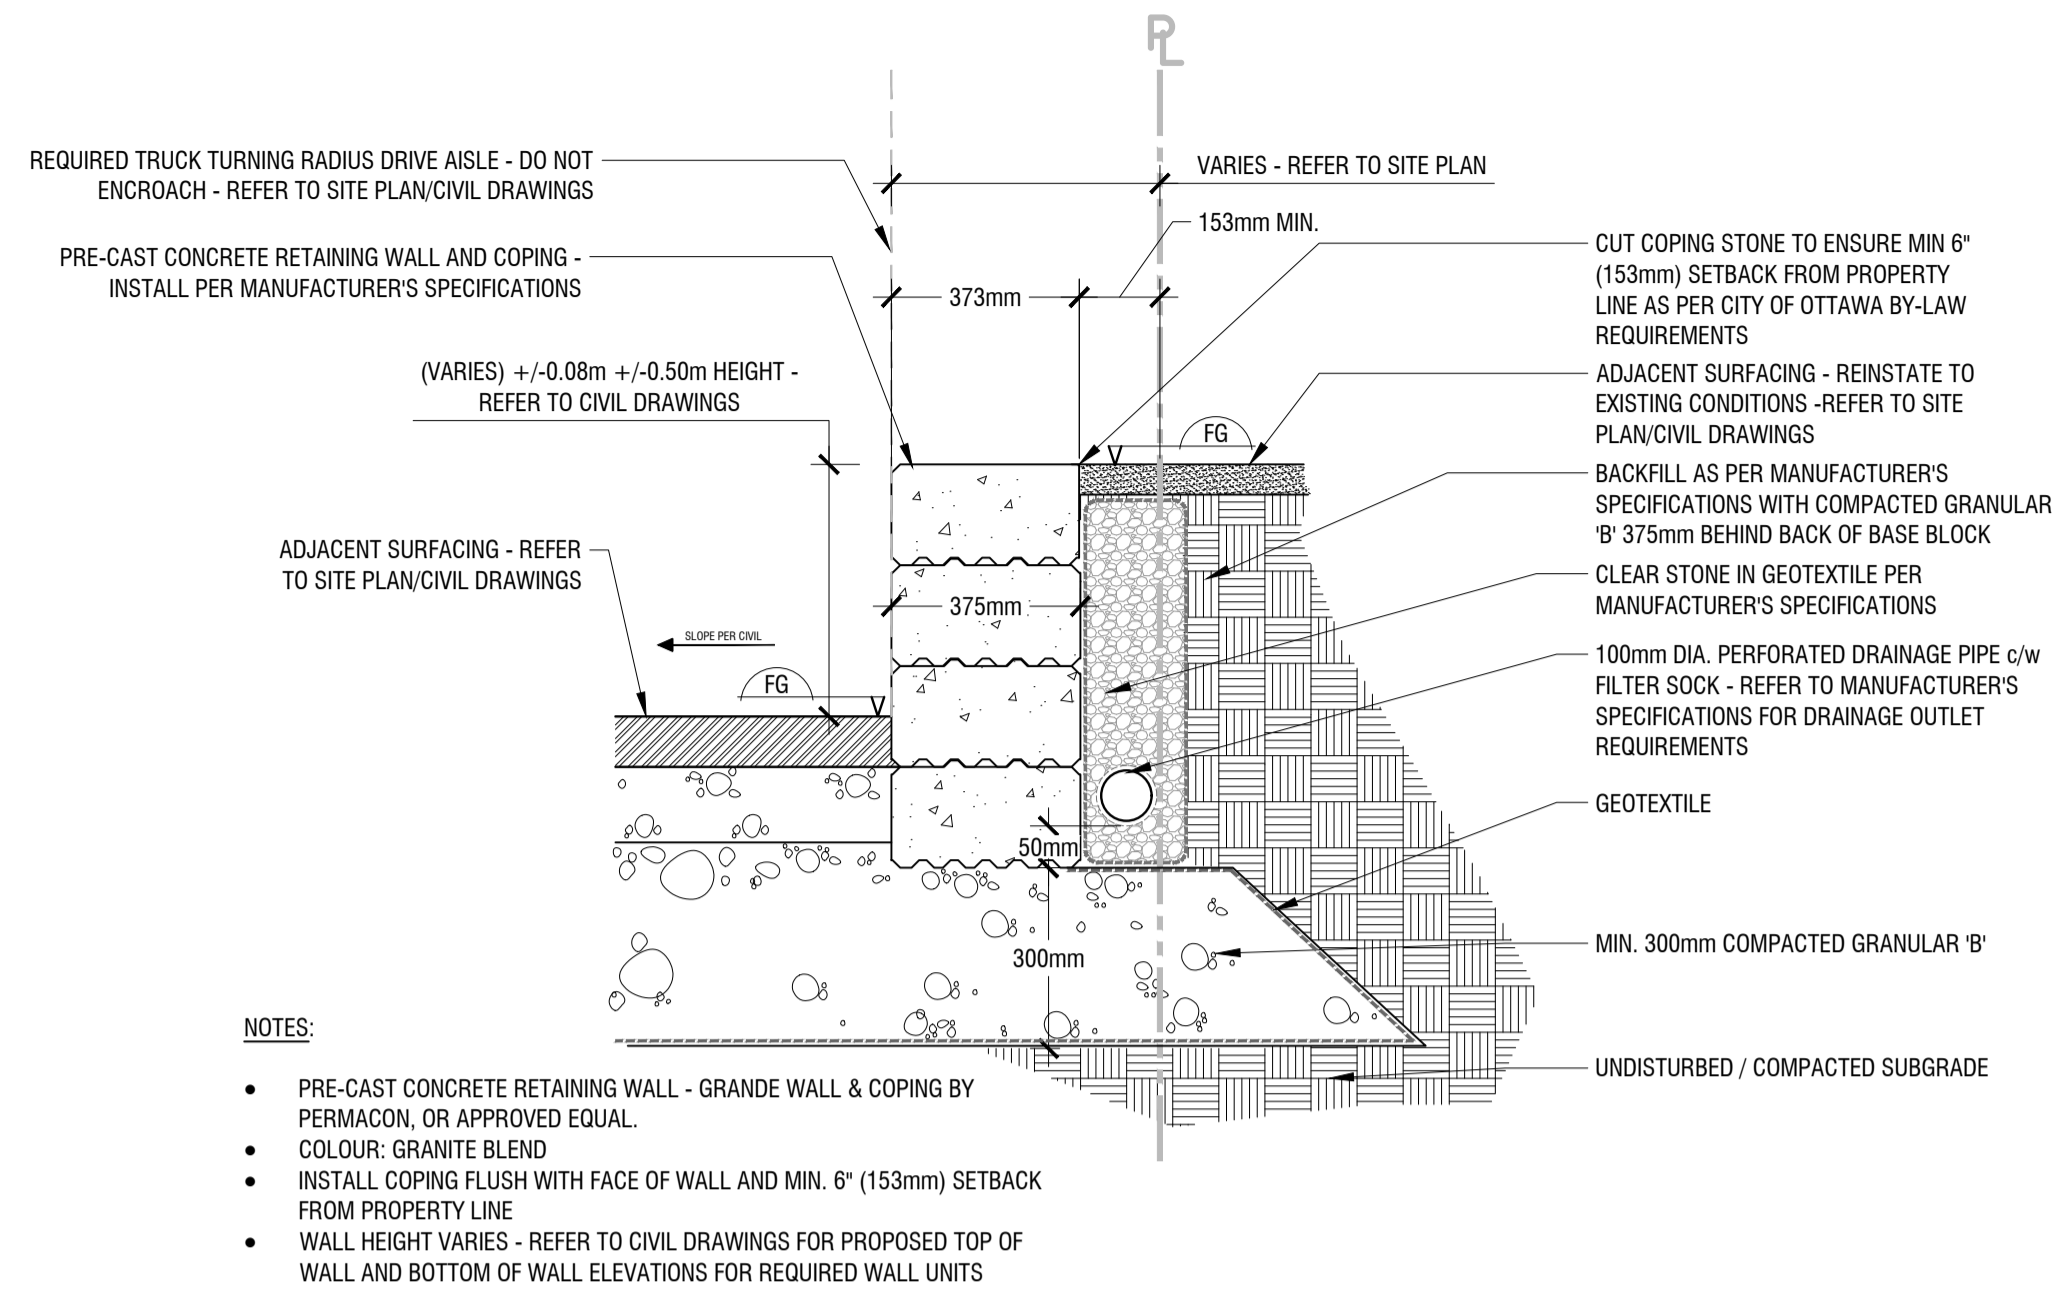 PL
REQUIRED TRUCK TURNING RADIUS DRIVE AISLE - DO NOT
ENCROACH - REFER TO SITE PLAN/CIVIL DRAWINGS
PRE-CAST CONCRETE RETAINING WALL AND COPING -
INSTALL PER MANUFACTURER'S SPECIFICATIONS
(VARIES) +/-0.08m +/-0.50m HEIGHT -
REFER TO CIVIL DRAWINGS
ADJACENT SURFACING - REFER
TO SITE PLAN/CIVIL DRAWINGS
SLOPE PER CIVIL
FG
VARIES - REFER TO SITE PLAN
153mm MIN.
373mm
FG
375mm
50mm
300mm
CUT COPING STONE TO ENSURE MIN 6"
(153mm) SETBACK FROM PROPERTY
LINE AS PER CITY OF OTTAWA BY-LAW
REQUIREMENTS
ADJACENT SURFACING - REINSTATE TO
EXISTING CONDITIONS -REFER TO SITE
PLAN/CIVIL DRAWINGS
BACKFILL AS PER MANUFACTURER'S
SPECIFICATIONS WITH COMPACTED GRANULAR
'B' 375mm BEHIND BACK OF BASE BLOCK
CLEAR STONE IN GEOTEXTILE PER
MANUFACTURER'S SPECIFICATIONS
100mm DIA. PERFORATED DRAINAGE PIPE c/w
FILTER SOCK - REFER TO MANUFACTURER'S
SPECIFICATIONS FOR DRAINAGE OUTLET
REQUIREMENTS
GEOTEXTILE
MIN. 300mm COMPACTED GRANULAR 'B'
UNDISTURBED / COMPACTED SUBGRADE
NOTES:
• PRE-CAST CONCRETE RETAINING WALL - GRANDE WALL & COPING BY
PERMACON, OR APPROVED EQUAL.
• COLOUR: GRANITE BLEND
• INSTALL COPING FLUSH WITH FACE OF WALL AND MIN. 6" (153mm) SETBACK
FROM PROPERTY LINE
• WALL HEIGHT VARIES - REFER TO CIVIL DRAWINGS FOR PROPOSED TOP OF
WALL AND BOTTOM OF WALL ELEVATIONS FOR REQUIRED WALL UNITS